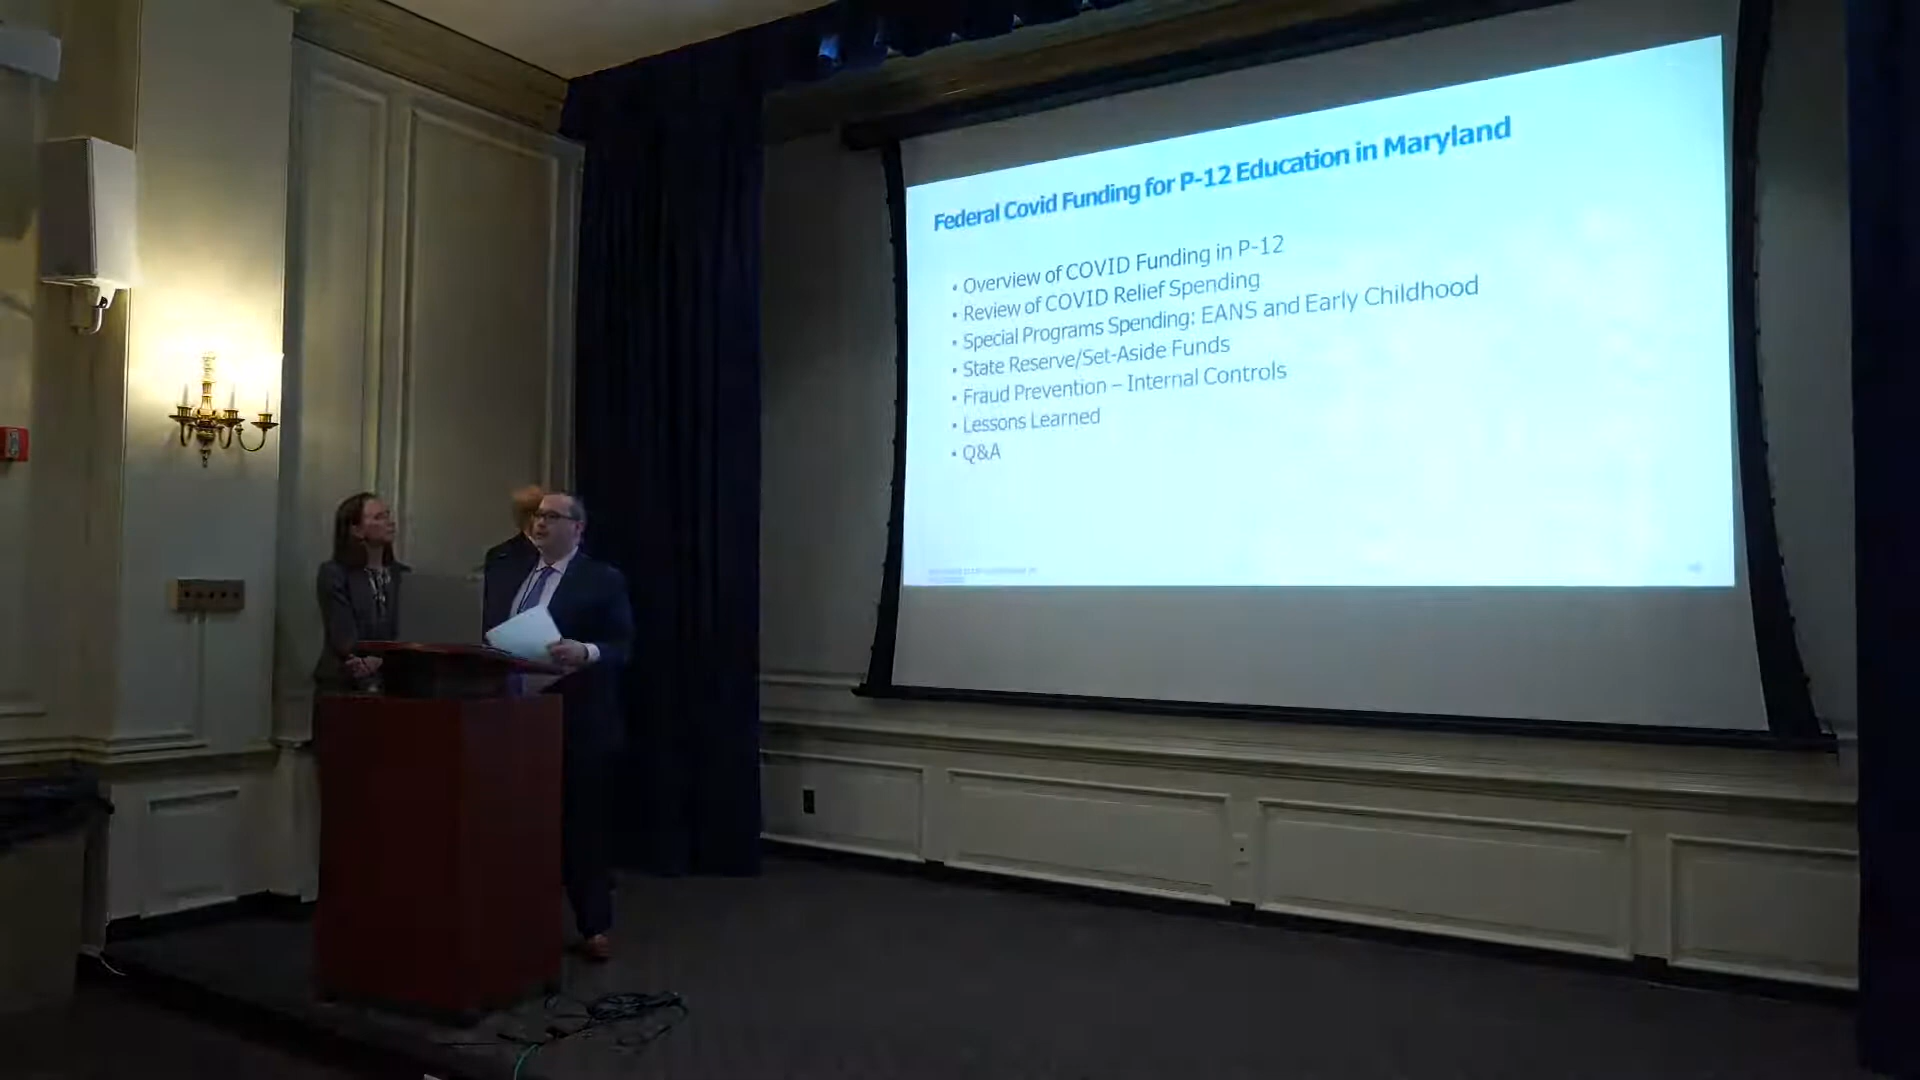 Federal Covid Funding for P-12 Education in Maryland
• Overview of COVID Funding in P-12
• Review of COVID Relief Spending
• Special Programs Spending: EANS and Early Childhood
• State Reserve/Set-Aside Funds
• Fraud Prevention – Internal Controls
• Lessons Learned
• Q&A